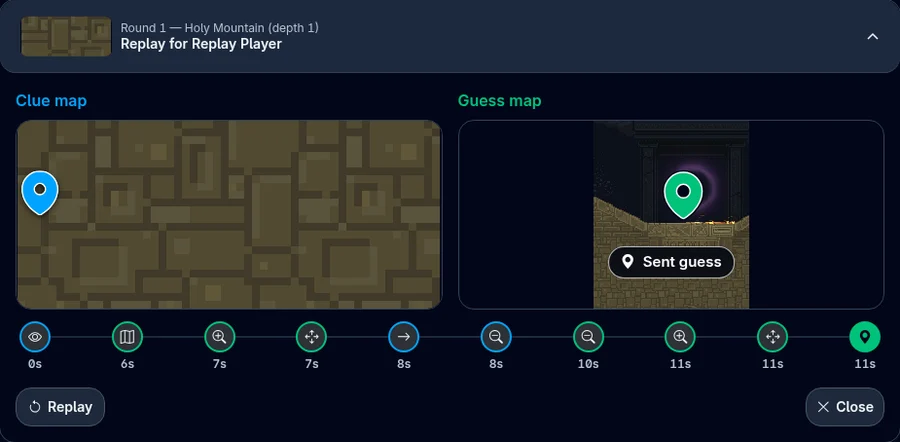 Round 1 — Holy Mountain (depth 1)
Replay for Replay Player
Clue map
Guess map
Sent guess
0s
6s
7s
7s
8s
8s
10s
11s
11s
11s
Replay
Close